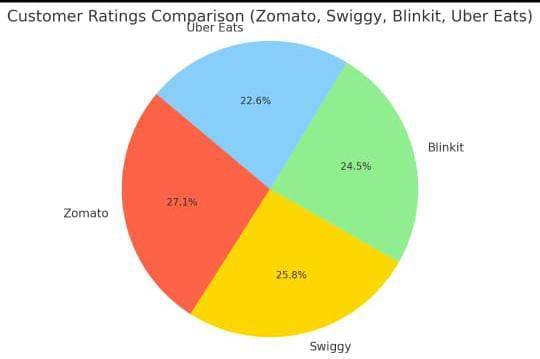 Customer Ratings Comparison (Zomato, Swiggy, Blinkit, Uber Eats)
Uber Eats
22.6%
Blinkit
24.5%
27.1%
Zomato
25.8%
Swiggy